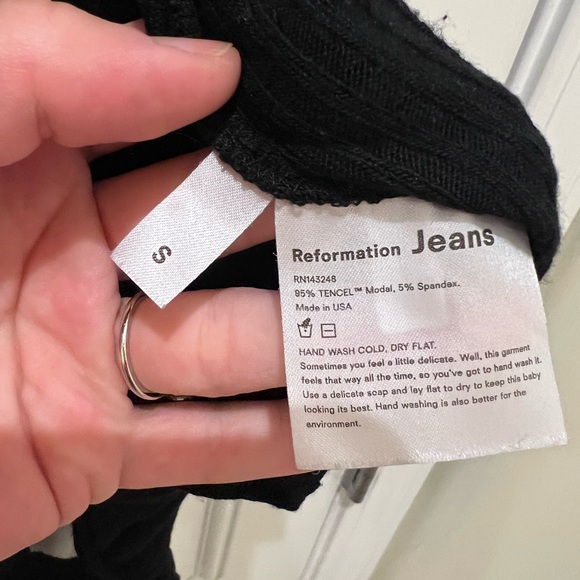 S
Reformation Jeans
RN143248
95% TENCEL™ Modal, 5% Spandex.
Made in USA
HAND WASH COLD, DRY FLAT.
Sometimes you feel a little delicate. Well, this garment
feels that way all the time, so you've got to hand wash it.
Use a delicate soap and lay flat to dry to keep this baby
looking its best. Hand washing is also better for the
environment.